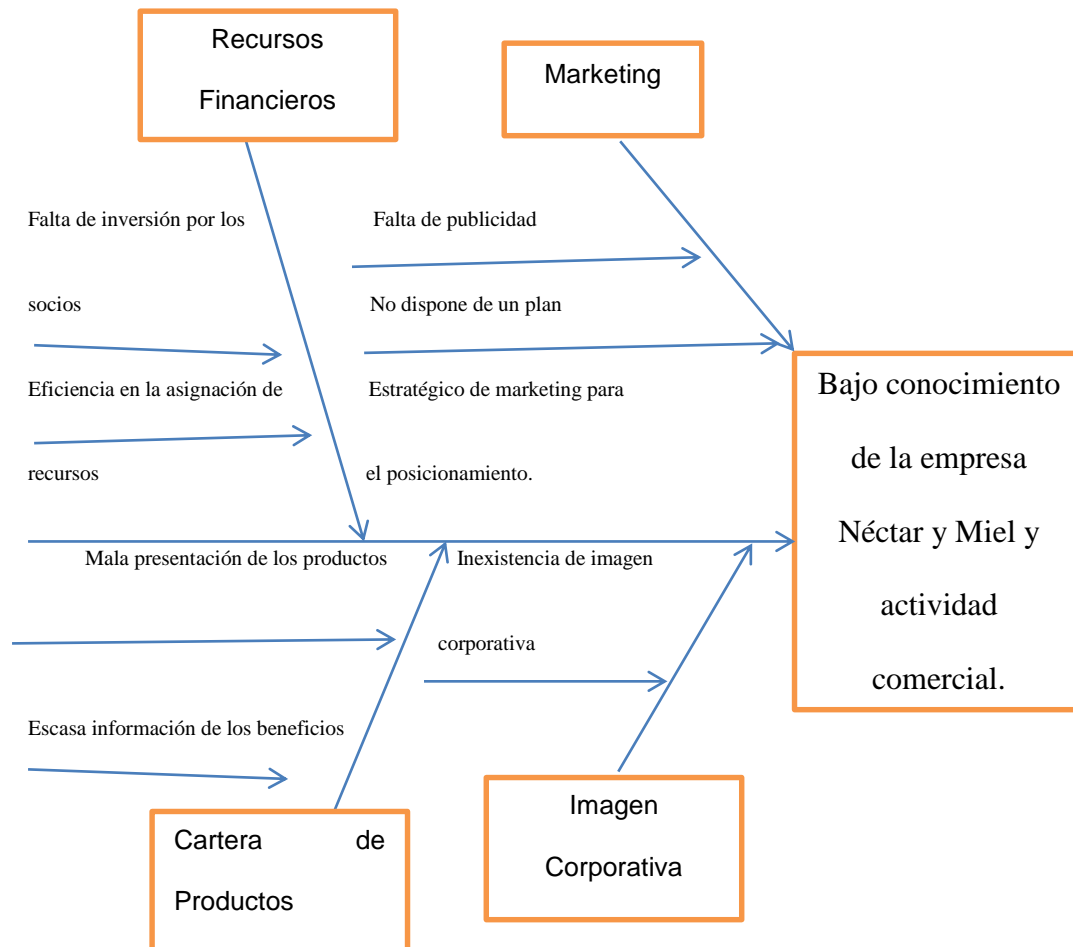 Recursos
Financieros
Marketing
Falta de inversión por los
socios
Eficiencia en la asignación de
recursos
Falta de publicidad
No dispone de un plan
Estratégico de marketing para
el posicionamiento.
Bajo conocimiento
de la empresa
Néctar y Miel y
actividad
comercial.
Mala presentación de los productos
Escasa información de los beneficios
Inexistencia de imagen
corporativa
Cartera de
Productos
Imagen
Corporativa